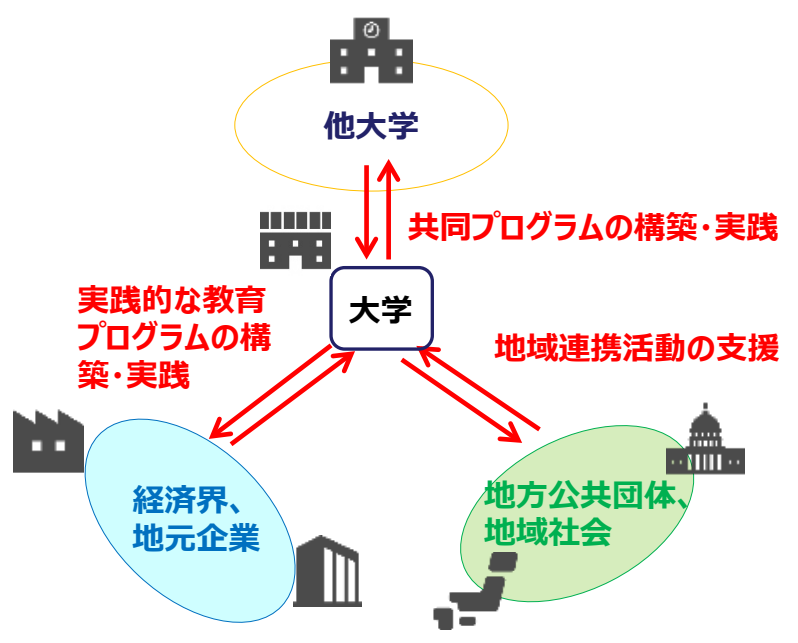 他大学
共同プログラムの構築・実践
大学
実践的な教育
プログラムの構
築・実践
地域連携活動の支援
経済界、
地元企業
地方公共団体、
地域社会